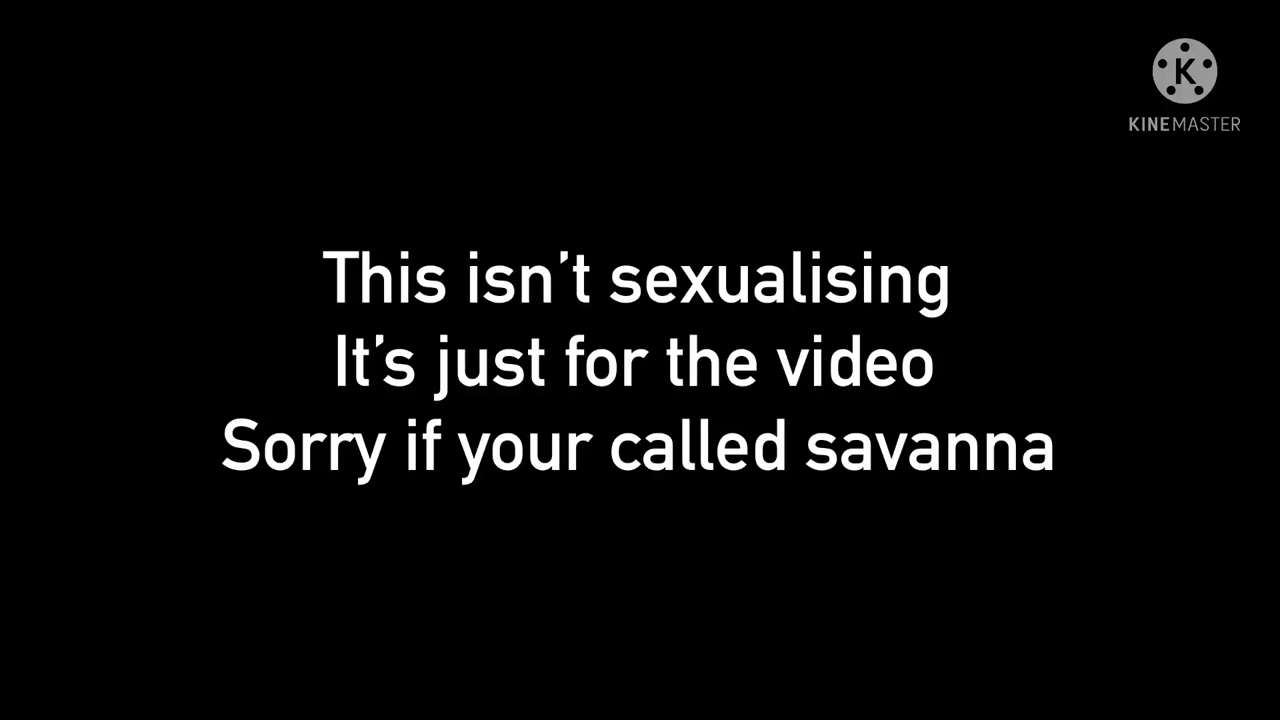 KINEMASTER
This isn't sexualising
It's just for the video
Sorry if your called savanna